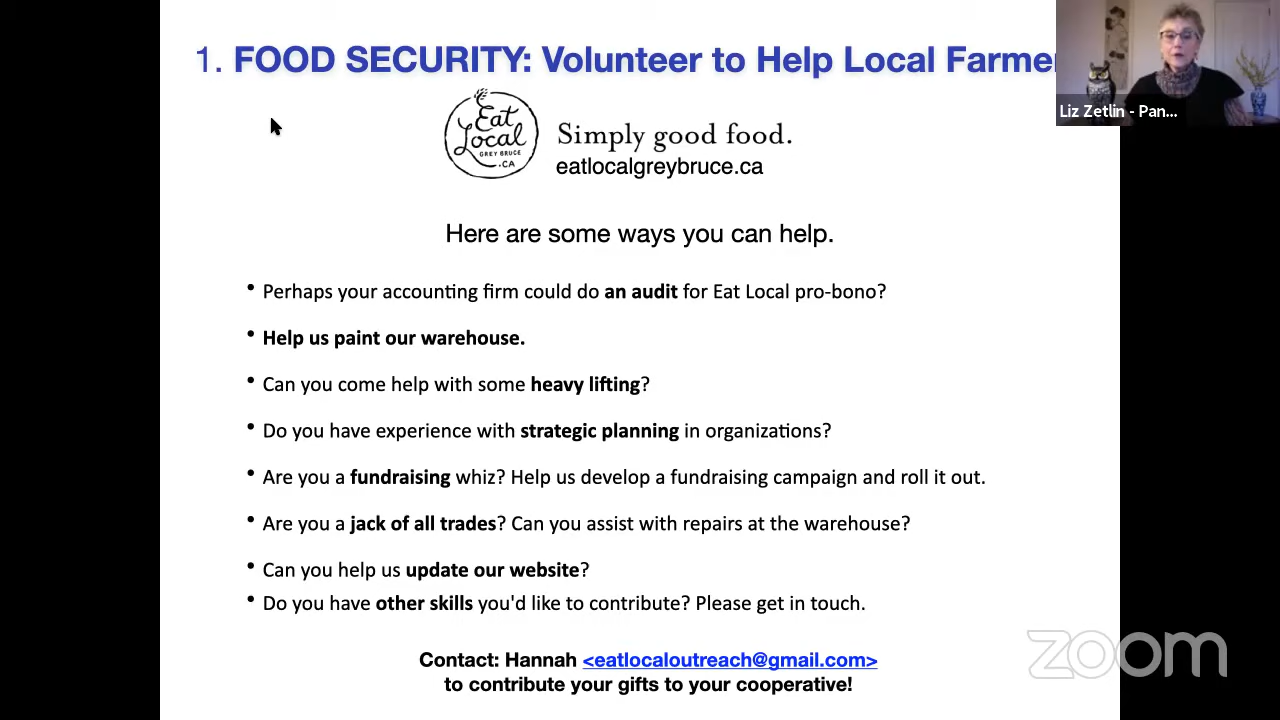 1. FOOD SECURITY: Volunteer to Help Local Farme
Liz Zetlin - Pan...
Eat
Local
GREY BRUCE
.CA
Simply good food.
eatlocalgreybruce.ca
Here are some ways you can help.
• Perhaps your accounting firm could do an audit for Eat Local pro-bono?
• Help us paint our warehouse.
• Can you come help with some heavy lifting?
• Do you have experience with strategic planning in organizations?
• Are you a fundraising whiz? Help us develop a fundraising campaign and roll it out.
• Are you a jack of all trades? Can you assist with repairs at the warehouse?
• Can you help us update our website?
• Do you have other skills you'd like to contribute? Please get in touch.
Contact: Hannah <eatlocaloutreach@gmail.com>
to contribute your gifts to your cooperative!
zoom